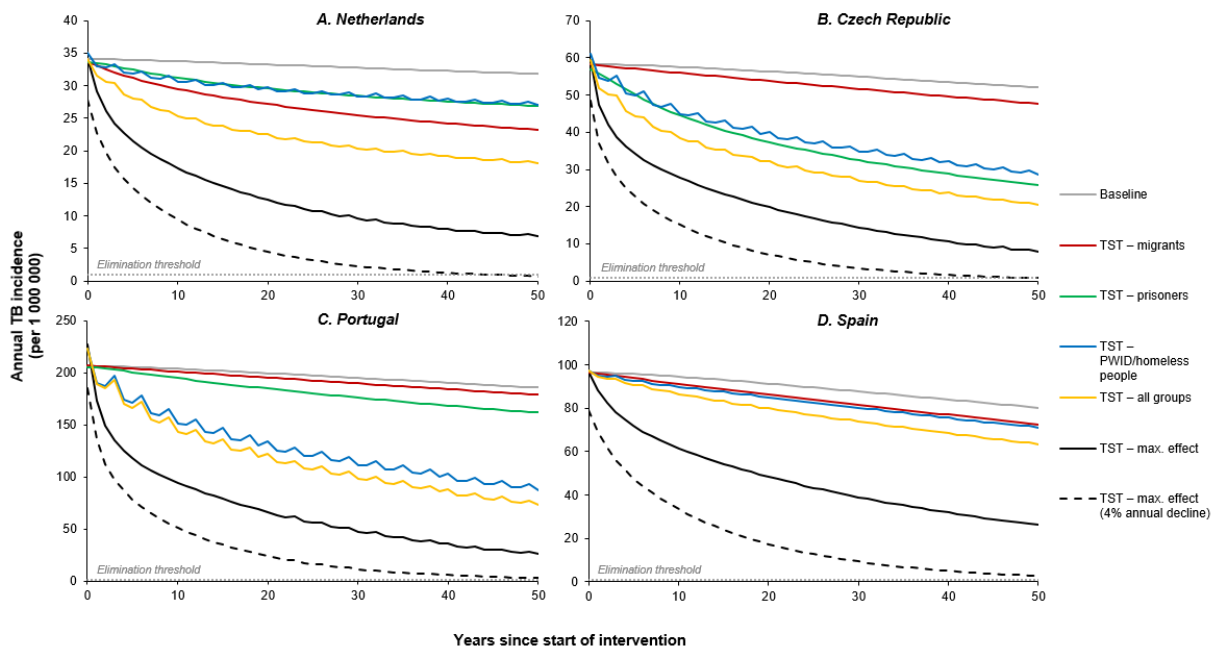 A. Netherlands
40
35
30
25
20
15
10
5
0
Elimination threshold
0 10 20 30 40 50
B. Czech Republic
70
60
50
40
30
20
10
0
Elimination threshold
0 10 20 30 40 50
Annual TB incidence
(per 1 000 000)
C. Portugal
250
200
150
100
50
0
Elimination threshold
0 10 20 30 40 50
D. Spain
120
100
80
60
40
20
0
Elimination threshold
0 10 20 30 40 50
Years since start of intervention
Baseline
TST – migrants
TST – prisoners
TST –
PWID/homeless
people
TST – all groups
TST – max. effect
TST – max. effect
(4% annual decline)